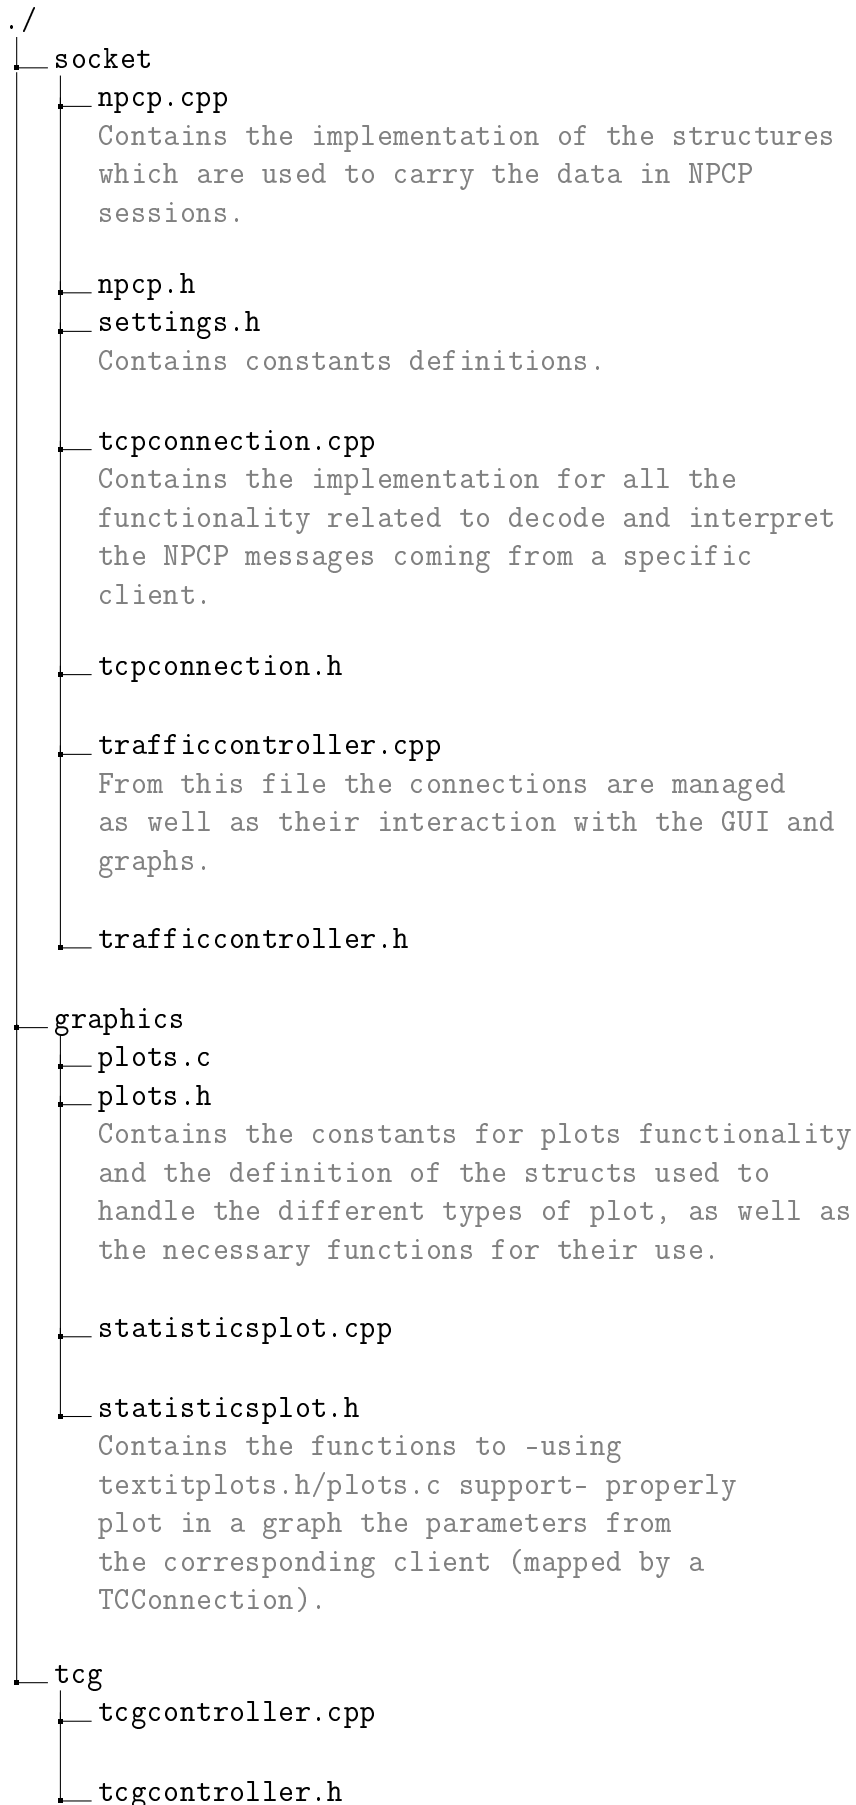 ./
socket
npcp.cpp
Contains the implementation of the structures
which are used to carry the data in NPCP
sessions.
npcp.h
settings.h
Contains constants definitions.
tcpconnection.cpp
Contains the implementation for all the
functionality related to decode and interpret
the NPCP messages coming from a specific
client.
tcpconnection.h
trafficcontroller.cpp
From this file the connections are managed
as well as their interaction with the GUI and
graphs.
trafficcontroller.h
graphics
plots.c
plots.h
Contains the constants for plots functionality
and the definition of the structs used to
handle the different types of plot, as well as
the necessary functions for their use.
statisticsplot.cpp
statisticsplot.h
Contains the functions to -using
textitplots.h/plots.c support- properly
plot in a graph the parameters from
the corresponding client (mapped by a
TCConnection).
tcg
tcgcontroller.cpp
tcgcontroller.h